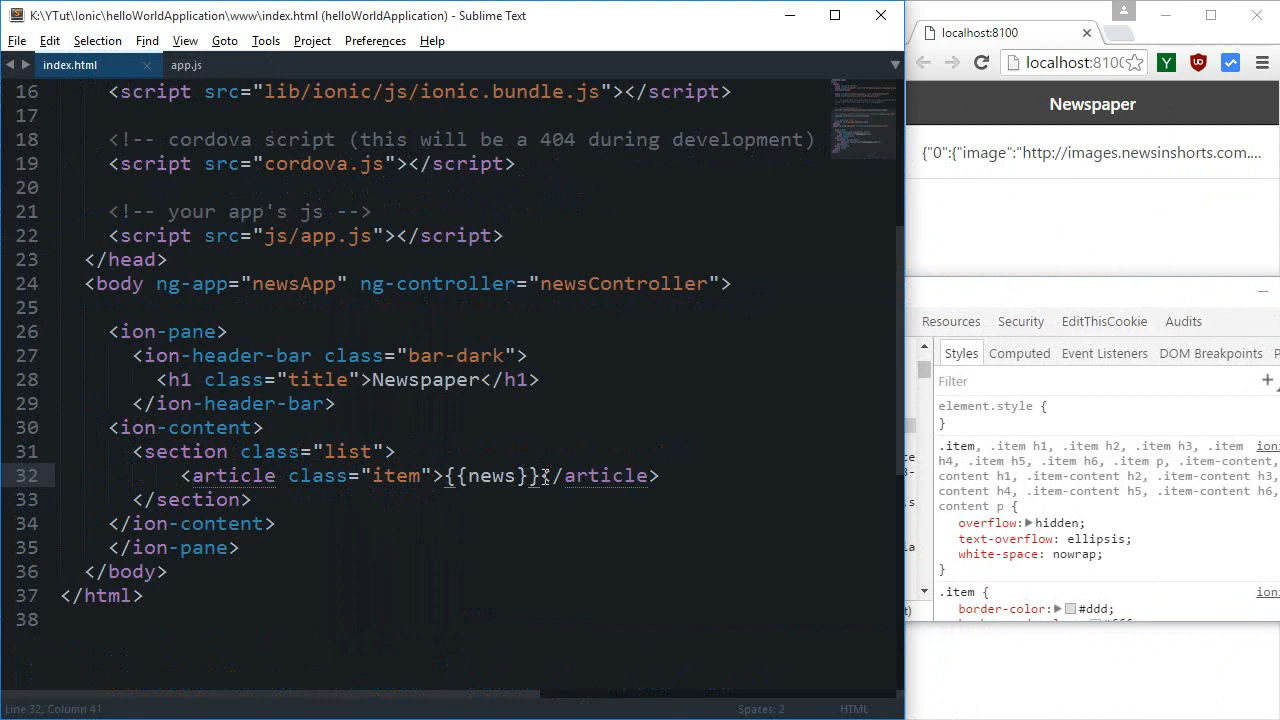 K:\YTut\Ionic\helloWorldApplication\www\index.html (helloWorldApplication) - Sublime Text
File Edit Selection Find View Goto Tools Project Preferences Help
index.html app.js
16 <script src="lib/ionic/js/ionic.bundle.js"></script>
17
18 <!-- cordova script (this will be a 404 during development)
19 <script src="cordova.js"></script>
20
21 <!-- your app's js -->
22 <script src="js/app.js"></script>
23 </head>
24 <body ng-app="newsApp" ng-controller="newsController">
25
26 <ion-pane>
27 <ion-header-bar class="bar-dark">
28 <h1 class="title">Newspaper</h1>
29 </ion-header-bar>
30 <ion-content>
31 <section class="list">
32 <article class="item">{{news}}</article>
33 </section>
34 </ion-content>
35 </ion-pane>
36 </body>
37 </html>
38
Line 32, Column 41 Spaces: 2 HTML
localhost:8100
localhost:8100
Newspaper
{"0":{"image":"http://images.newsinshorts.com....
Resources Security EditThisCookie Audits
Styles Computed Event Listeners DOM Breakpoints
Filter
element.style {
}
.item, .item h1, .item h2, .item h3, .item
h4, .item h5, .item h6, .item p, .item-content,
content h1, .item-content h2, .item-content h3,
content h4, .item-content h5, .item-content h6,
content p {
overflow: hidden;
text-overflow: ellipsis;
white-space: nowrap;
}
.item {
border-color: #ddd;